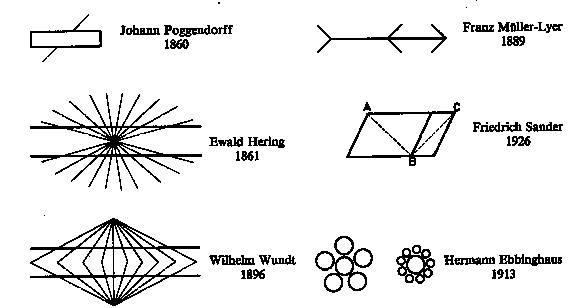 Johann Poggendorff
1860
Franz Müller-Lyer
1889
Ewald Hering
1861
A
C
B
Friedrich Sander
1926
Wilhelm Wundt
1896
Hermann Ebbinghaus
1913